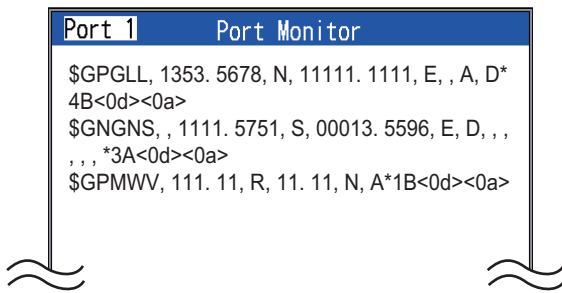 Port 1 Port Monitor
$GPGLL, 1353. 5678, N, 11111. 1111, E, , A, D*
4B<0d><0a>
$GNGNS, , 1111. 5751, S, 00013. 5596, E, D, , ,
, , , *3A<0d><0a>
$GPMWV, 111. 11, R, 11. 11, N, A*1B<0d><0a>